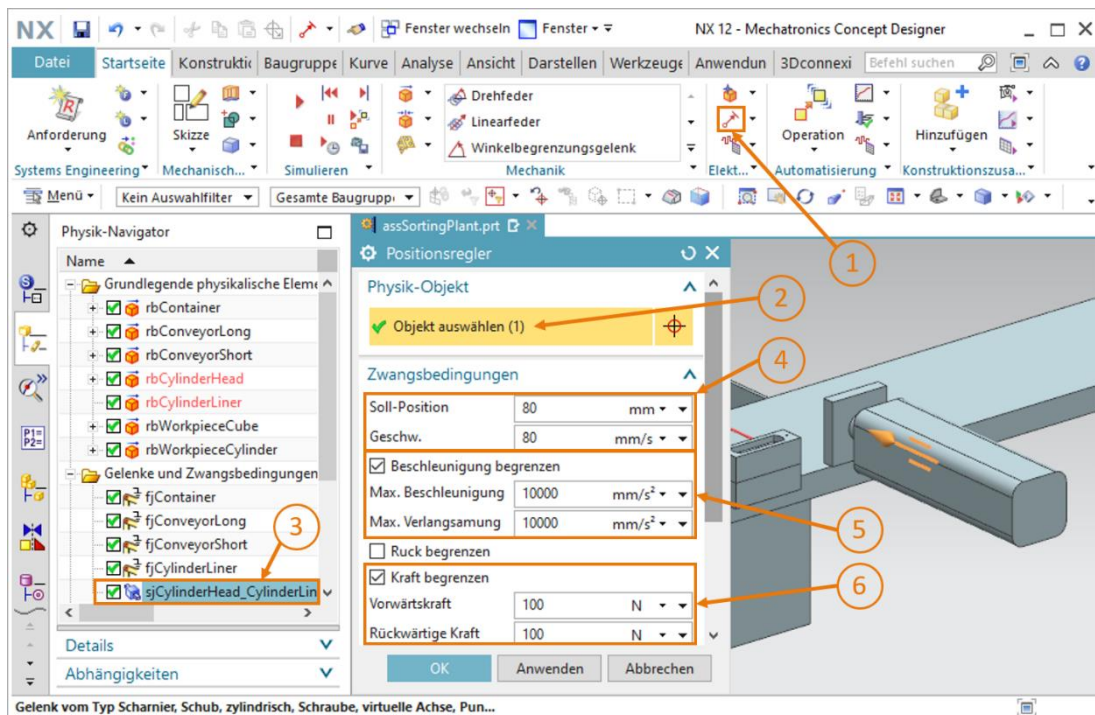 NX Fenster wechseln Fenster NX 12 - Mechatronics Concept Designer
Datei Startseite Konstruktic Baugruppe Kurve Analyse Ansicht Darstellen Werkzeuge Anwendun 3Dconnexi Befehl suchen
Anforderung
Skizze
Drehfeder
Linearfeder
Winkelbegrenzungsgelenk
Operation
Hinzufügen
Systems Engineering Mechanisch... Simulieren Mechanik Elekt... Automatisierung Konstruktionszusa...
Menü Kein Auswahlfilter Gesamte Baugrupp
1
Physik-Navigator
Name
Grundlegende physikalische Eleme
rbContainer
rbConveyorLong
rbConveyorShort
rbCylinderHead
rbCylinderLiner
rbWorkpieceCube
rbWorkpieceCylinder
Gelenke und Zwangsbedingungen
fjContainer
fjConveyorLong
fjConveyorShort
fjCylinderLiner
sjCylinderHead_CylinderLin
3
Details
Abhängigkeiten
P1=
P2=
assSortingPlant.prt
Positionsregler
Physik-Objekt
Objekt auswählen (1)
2
Zwangsbedingungen
4
Soll-Position 80 mm
Geschw. 80 mm/s
Beschleunigung begrenzen
Max. Beschleunigung 10000 mm/s²
Max. Verlangsamung 10000 mm/s²
5
Ruck begrenzen
Kraft begrenzen
Vorwärtskraft 100 N
Rückwärtige Kraft 100 N
6
OK Anwenden Abbrechen
Gelenk vom Typ Scharnier, Schub, zylindrisch, Schraube, virtuelle Achse, Pun...